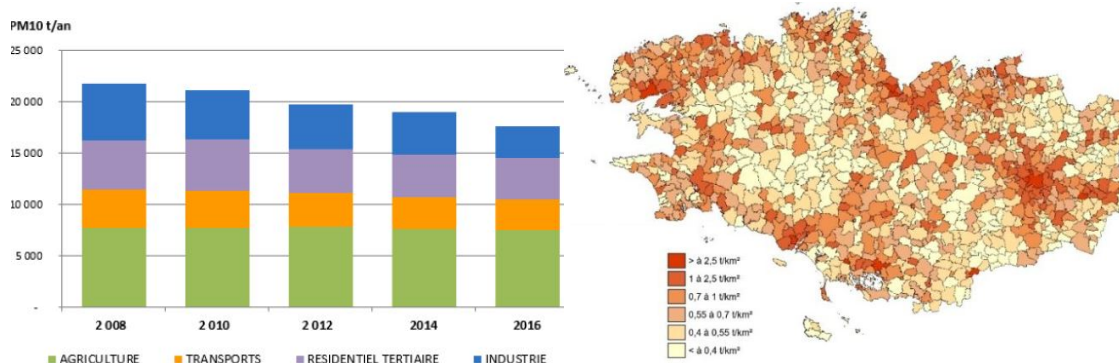 PM10 t/an
25 000
20 000
15 000
10 000
5 000
-
2 008
2 010
2 012
2014
2016
AGRICULTURE
TRANSPORTS
RESIDENTIEL TERTIAIRE
INDUSTRIE
> à 2,5 t/km²
1 à 2,5 t/km²
0,7 à 1 t/km²
0,55 à 0,7 t/km²
0,4 à 0,55 t/km²
< à 0,4 t/km²